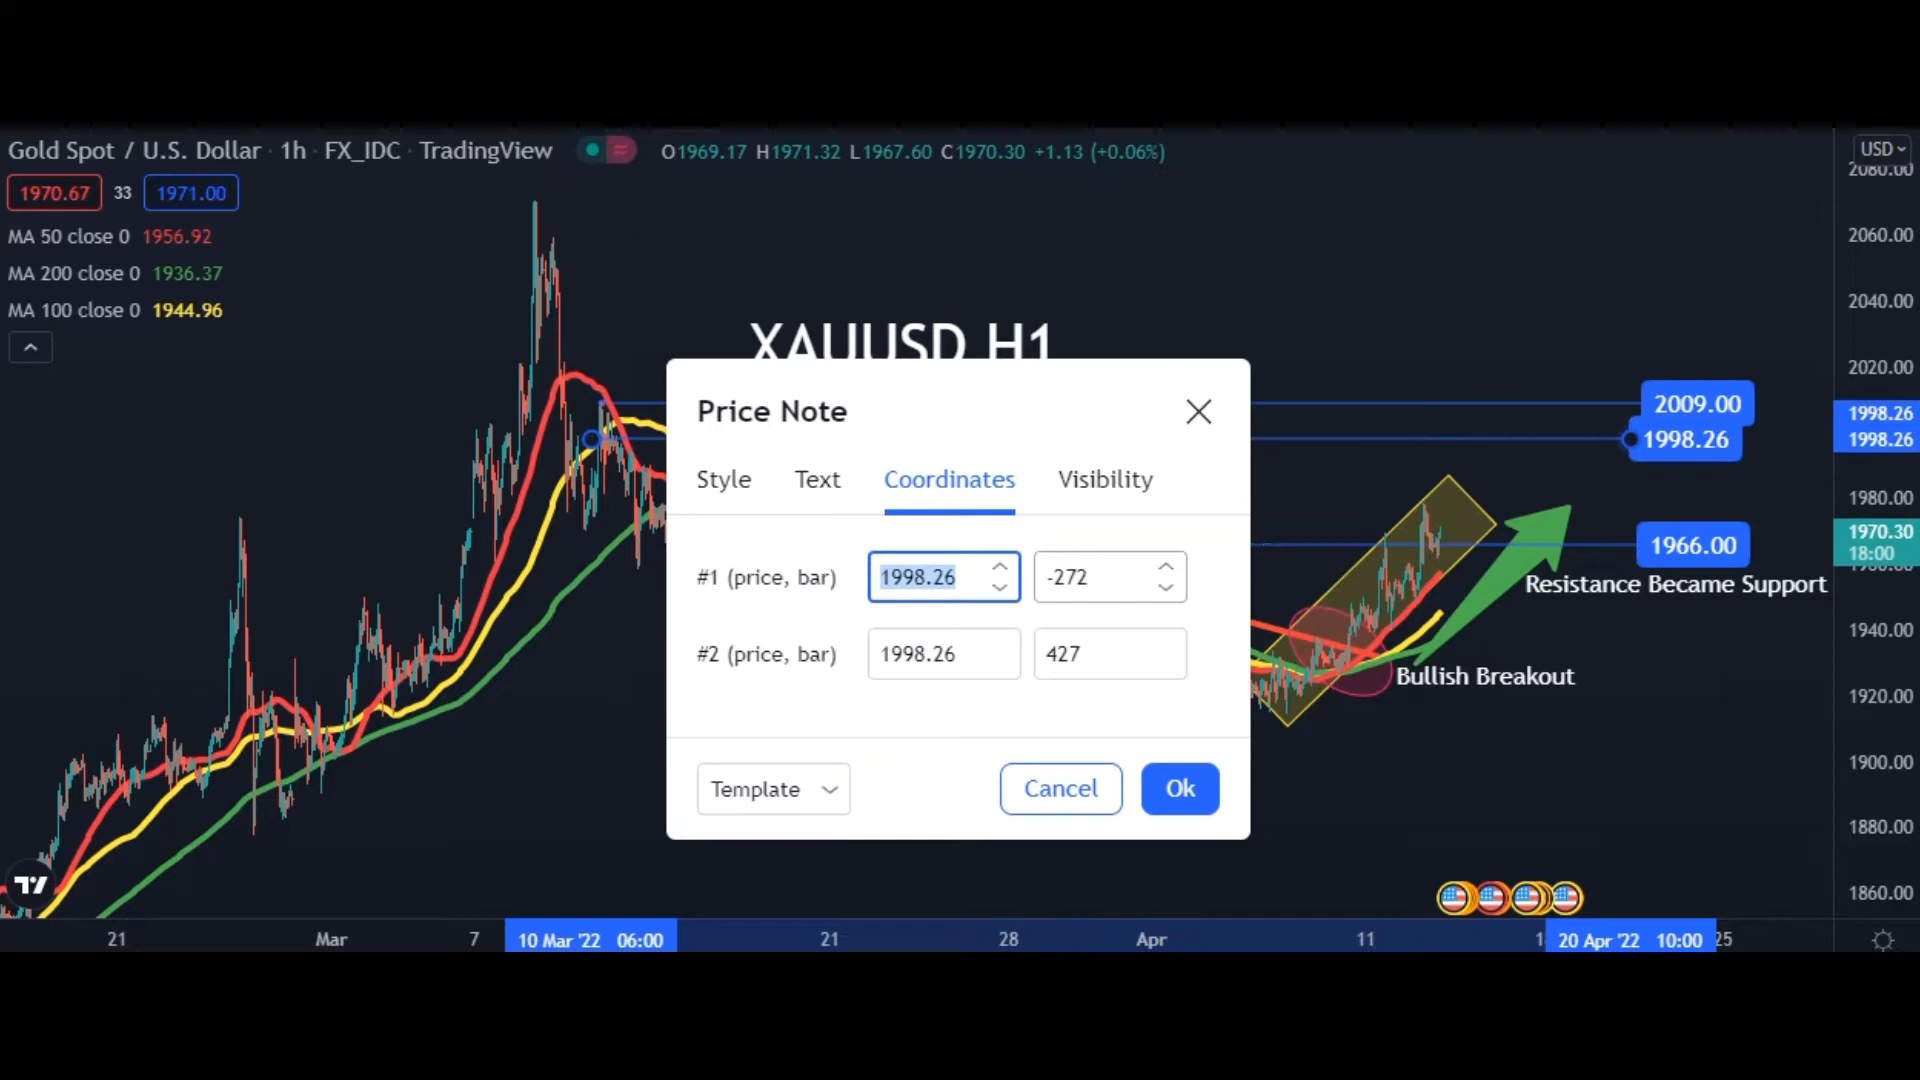 Gold Spot / U.S. Dollar · 1h · FX_IDC · TradingView
O1969.17 H1971.32 L1967.60 C1970.30 +1.13 (+0.06%)
USD
2080.00
1970.67 33 1971.00
MA 50 close 0 1956.92
MA 200 close 0 1936.37
MA 100 close 0 1944.96
2060.00
2040.00
XAUUSD H1
2020.00
2009.00
1998.26
1998.26
1998.26
Price Note
Style Text Coordinates Visibility
#1 (price, bar) 1998.26 -272
#2 (price, bar) 1998.26 427
Template Cancel Ok
1980.00
1966.00
1970.30
18:00
1960.00
Resistance Became Support
1940.00
Bullish Breakout
1920.00
1900.00
1880.00
1860.00
21 Mar 7 10 Mar '22 06:00 21 28 Apr 11 20 Apr '22 10:00 25